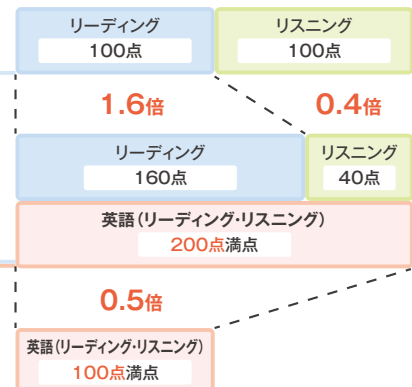 リーディング
100点
リスニング
100点
1.6倍
0.4倍
リーディング
160点
リスニング
40点
英語(リーディング・リスニング)
200点満点
0.5倍
英語(リーディング・リスニング)
100点満点